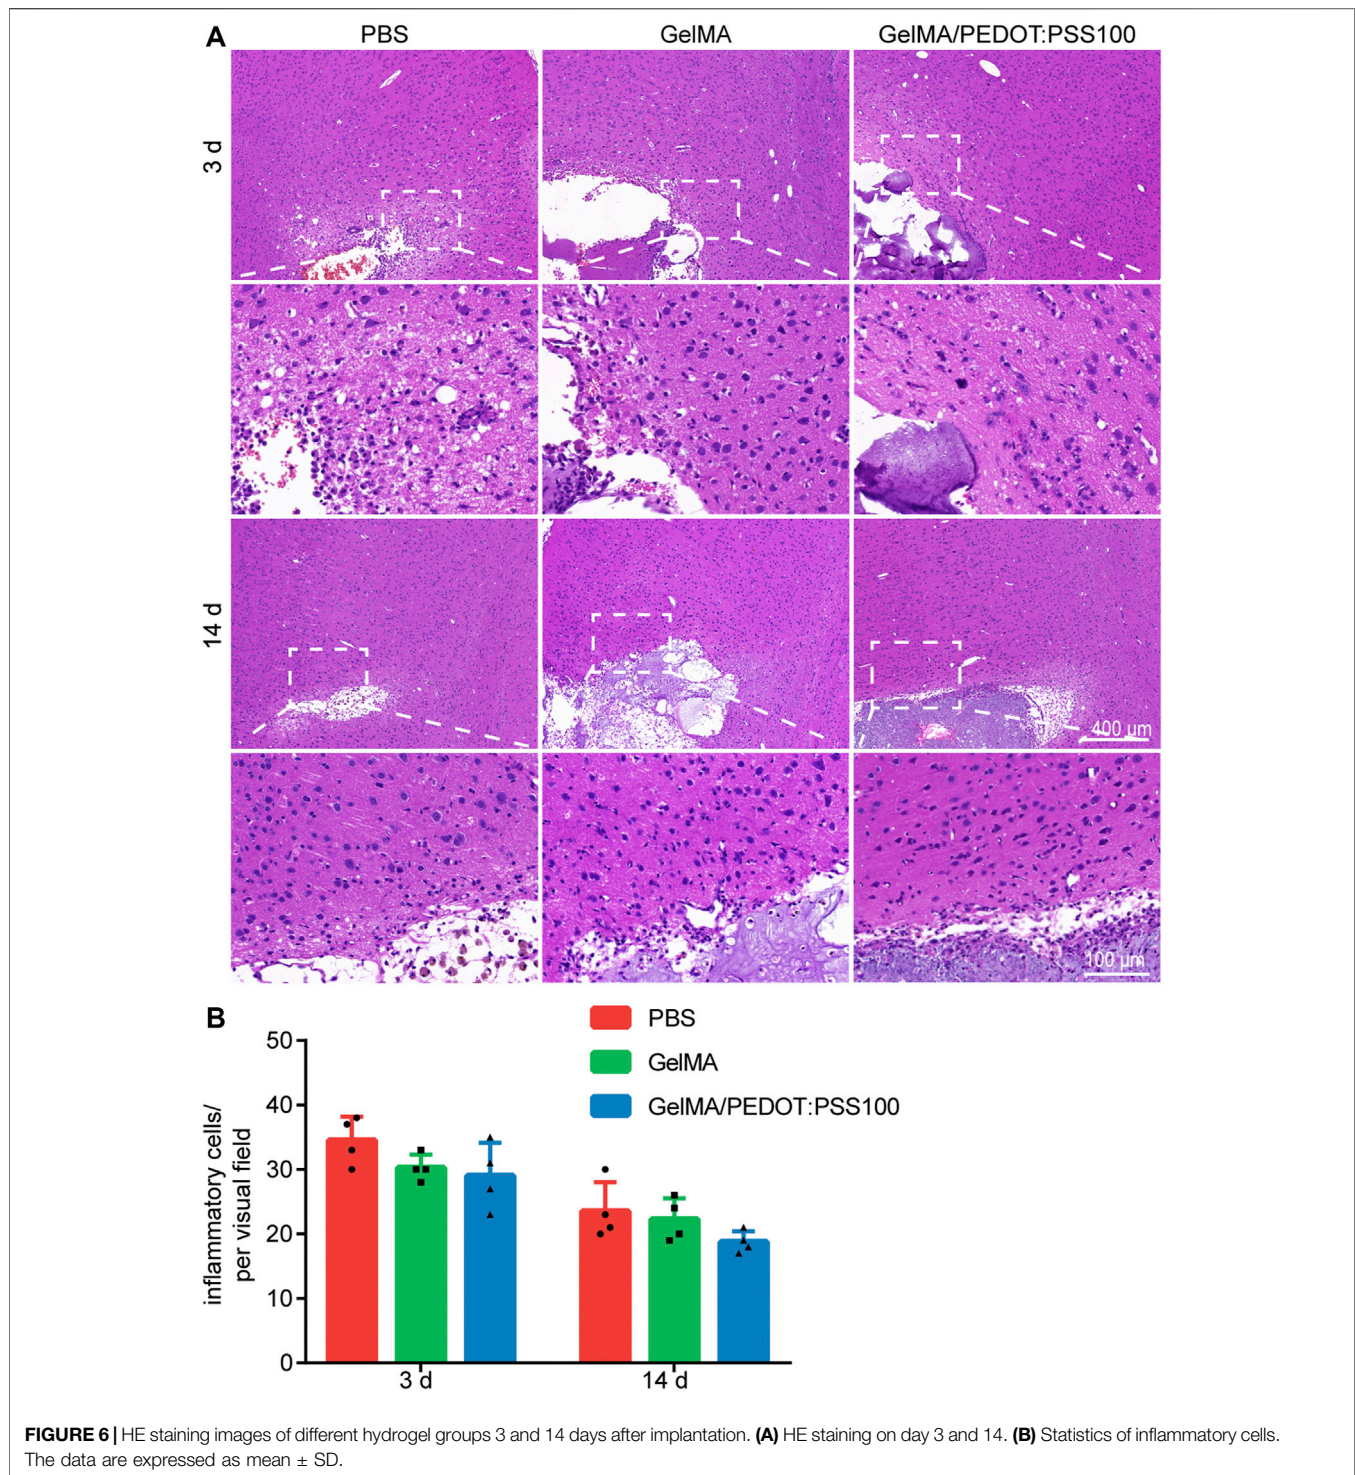 A
PBS
GelMA
GelMA/PEDOT:PSS100
3 d
14 d
400 µm
100 µm
B
PBS
GelMA
GelMA/PEDOT:PSS100
inflammatory cells/
per visual field
50
40
30
20
10
0
3 d
14 d
FIGURE 6 | HE staining images of different hydrogel groups 3 and 14 days after implantation. (A) HE staining on day 3 and 14. (B) Statistics of inflammatory cells.
The data are expressed as mean ± SD.